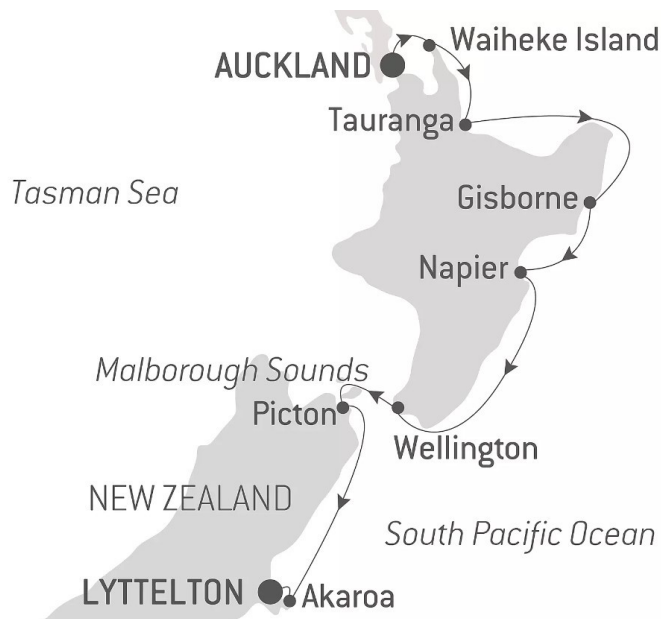 Waiheke Island
AUCKLAND
Tauranga
Tasman Sea
Gisborne
Napier
Malborough Sounds
Picton
Wellington
NEW ZEALAND
South Pacific Ocean
LYTTELTON
Akaroa